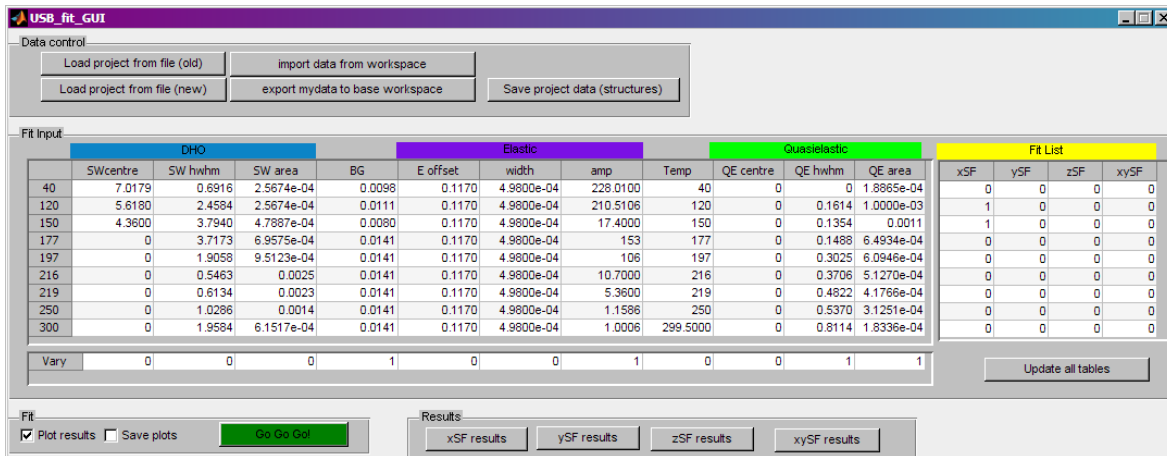 USB_fit_GUI
Data control
Load project from file (old) import data from workspace
Load project from file (new) export mydata to base workspace Save project data (structures)
Fit Input
DHO Elastic Quasielastic Fit List
SWcentre SW hwhm SW area BG E offset width amp Temp QE centre QE hwhm QE area xSF ySF zSF xySF
40 7.0179 0.6916 2.5674e-04 0.0098 0.1170 4.9800e-04 228.0100 40 0 0 1.8865e-04 0 0 0 0
120 5.6180 2.4584 2.5674e-04 0.0111 0.1170 4.9800e-04 210.5106 120 0 0.1614 1.0000e-03 1 0 0 0
150 4.3600 3.7940 4.7887e-04 0.0080 0.1170 4.9800e-04 17.4000 150 0 0.1354 0.0011 1 0 0 0
177 0 3.7173 6.9575e-04 0.0141 0.1170 4.9800e-04 153 177 0 0.1488 6.4934e-04 0 0 0 0
197 0 1.9058 9.5123e-04 0.0141 0.1170 4.9800e-04 106 197 0 0.3025 6.0946e-04 0 0 0 0
216 0 0.5463 0.0025 0.0141 0.1170 4.9800e-04 10.7000 216 0 0.3706 5.1270e-04 0 0 0 0
219 0 0.6134 0.0023 0.0141 0.1170 4.9800e-04 5.3600 219 0 0.4822 4.1766e-04 0 0 0 0
250 0 1.0286 0.0014 0.0141 0.1170 4.9800e-04 1.1586 250 0 0.5370 3.1251e-04 0 0 0 0
300 0 1.9584 6.1517e-04 0.0141 0.1170 4.9800e-04 1.0006 299.5000 0 0.8114 1.8336e-04 0 0 0 0
Vary 0 0 0 1 0 0 1 0 0 1 1
Update all tables
Fit Results
Plot results Save plots Go Go Go! xSF results ySF results zSF results xySF results